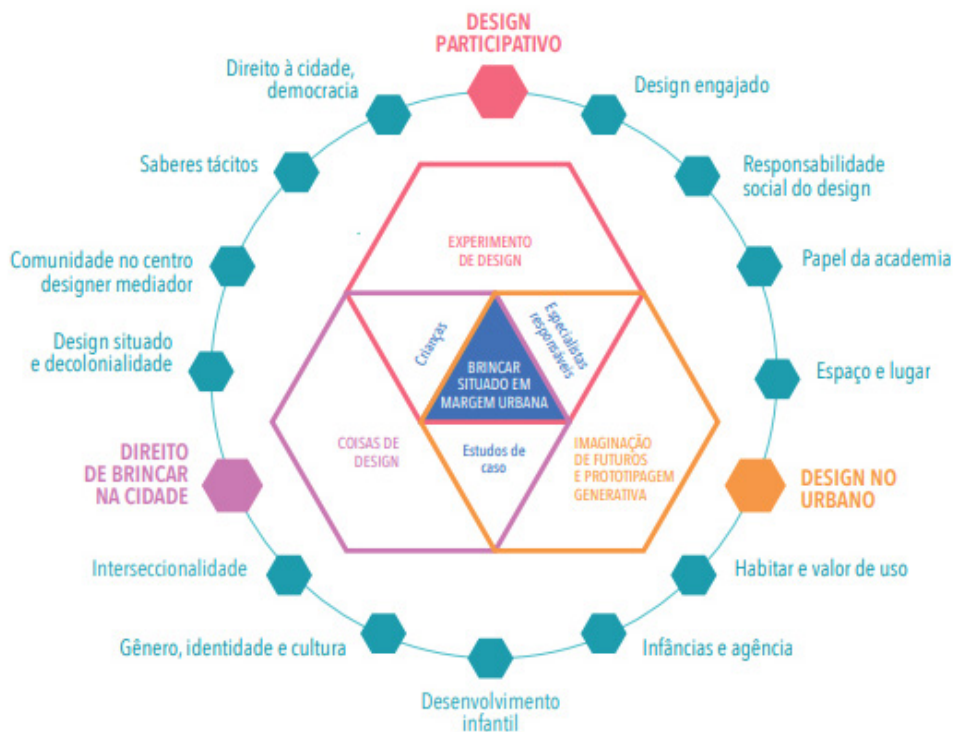 DESIGN
PARTICIPATIVO
Direito à cidade,
democracia
Design engajado
Saberes tácitos
Responsabilidade
social do design
Comunidade no centro
designer mediador
Papel da academia
Design situado
e decolonialidade
Espaço e lugar
DIREITO
DE BRINCAR
NA CIDADE
DESIGN NO
URBANO
Interseccionalidade
Habitar e valor de uso
Gênero, identidade e cultura
Infâncias e agência
Desenvolvimento
infantil
EXPERIMENTO
DE DESIGN
Crianças
Especialistas
responsáveis
BRINCAR
SITUADO EM
MARGEM URBANA
COISAS DE
DESIGN
Estudos de
caso
IMAGINAÇÃO
DE FUTUROS
E PROTOTIPAGEM
GENERATIVA